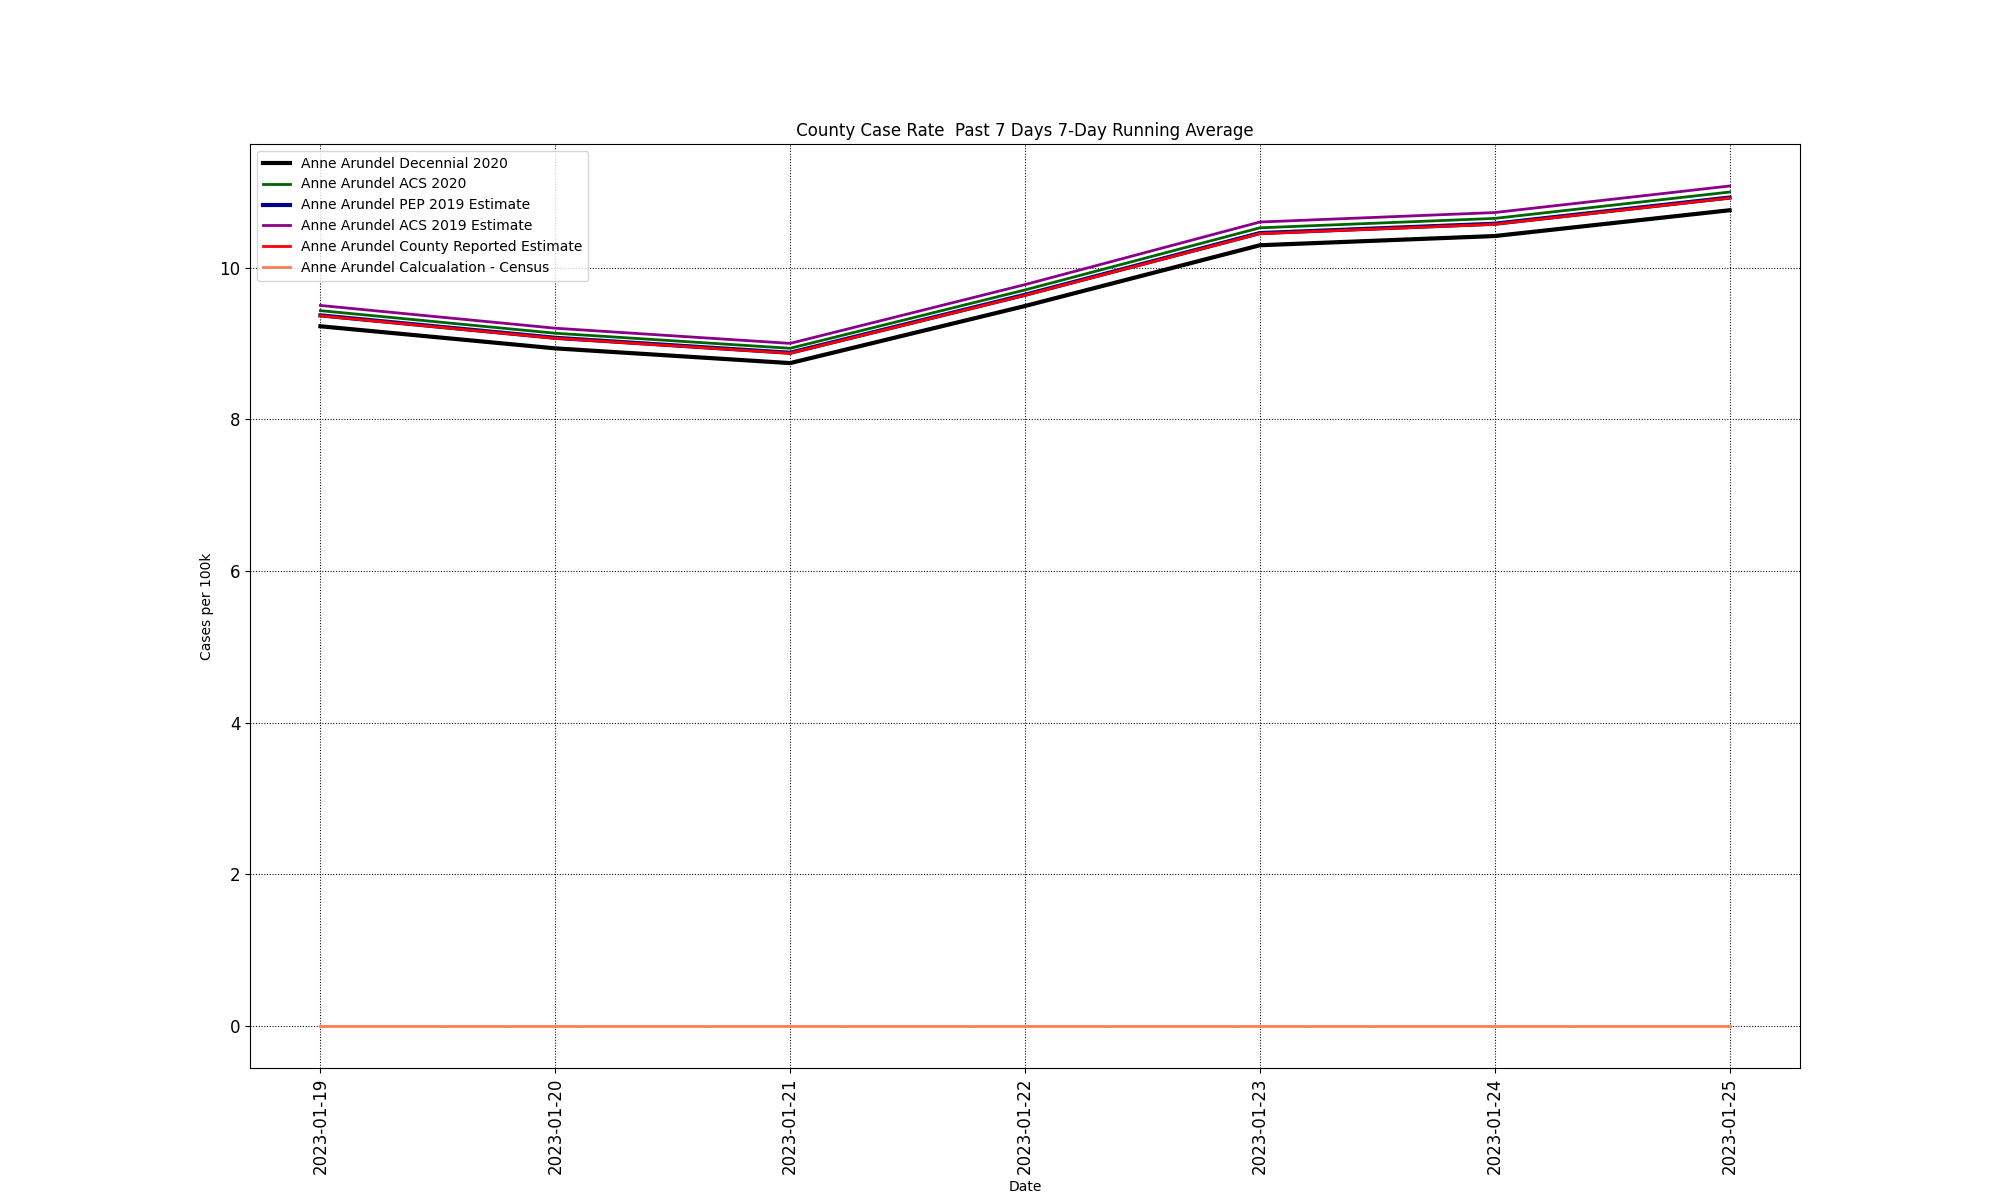 County Case Rate  Past 7 Days 7-Day Running Average
Anne Arundel Decennial 2020
Anne Arundel ACS 2020
Anne Arundel PEP 2019 Estimate
Anne Arundel ACS 2019 Estimate
Anne Arundel County Reported Estimate
Anne Arundel Calcualation - Census
10
8
6
4
2
0
Cases per 100k
2023-01-19
2023-01-20
2023-01-21
2023-01-22
2023-01-23
2023-01-24
2023-01-25
Date